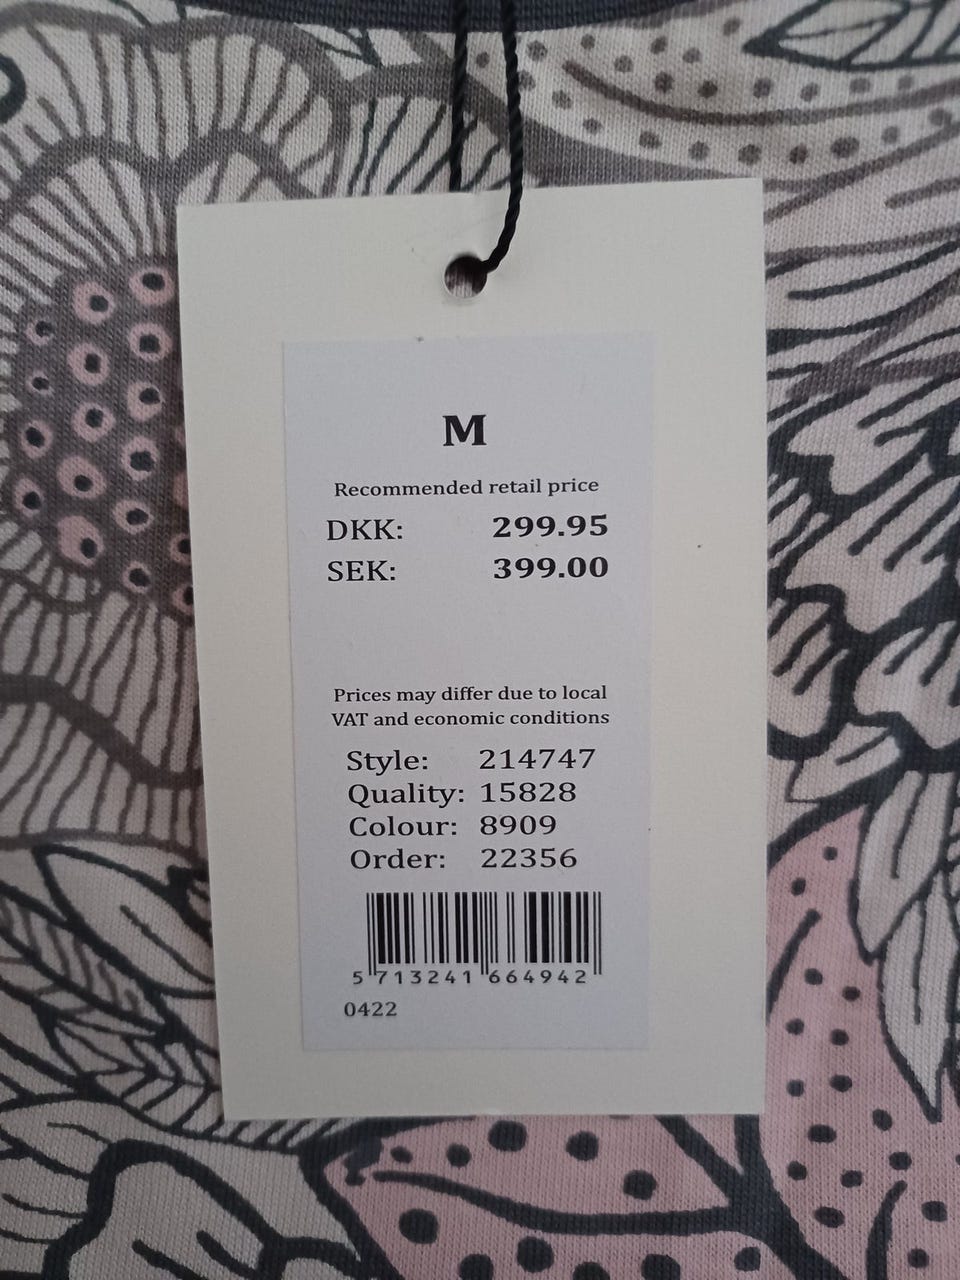 M
Recommended retail price
DKK: 299.95
SEK: 399.00
Prices may differ due to local
VAT and economic conditions
Style: 214747
Quality: 15828
Colour: 8909
Order: 22356
5 713241 664942
0422